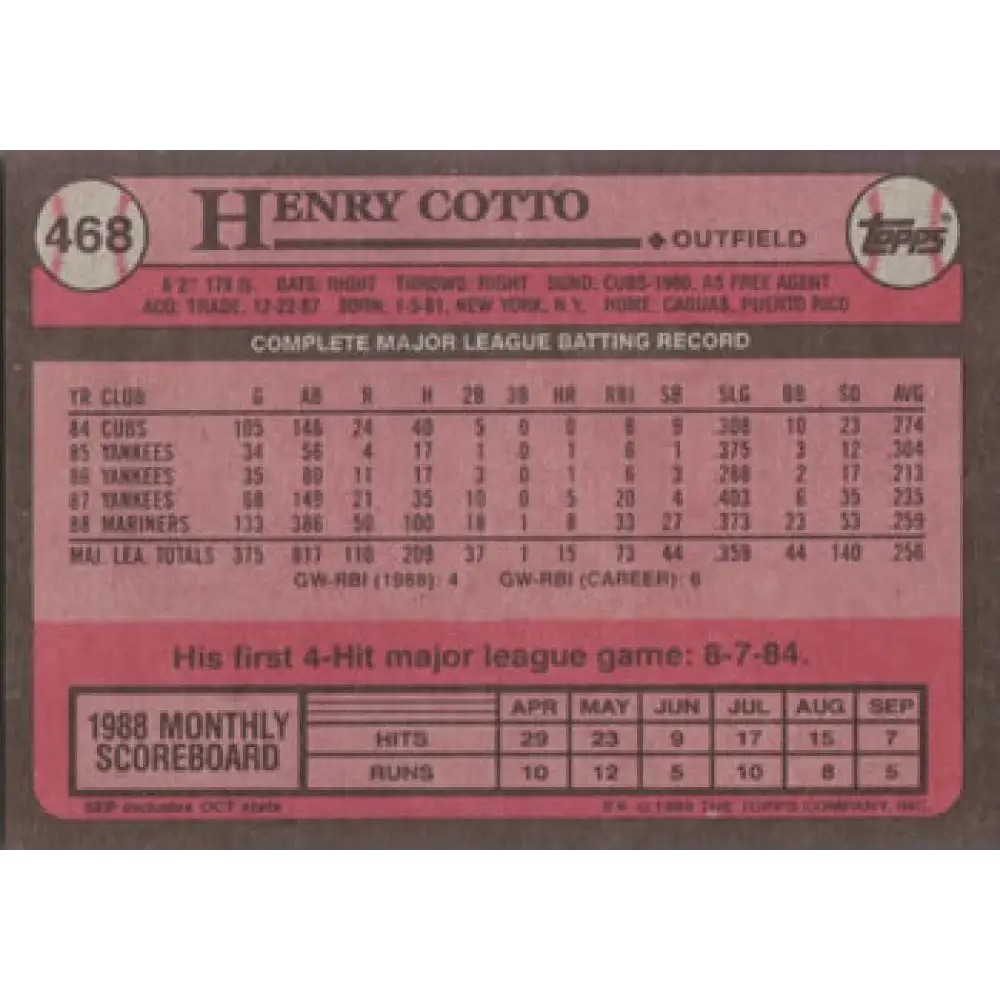 468
HENRY COTTO
OUTFIELD
TOPPS®
6'2" 178 lb. BATS: RIGHT THROWS: RIGHT SIGND: CUBS-1980, AS FREE AGENT
ACQ: TRADE, 12-22-87 BORN: 1-5-61, NEW YORK, N.Y. HOME: CAGUAS, PUERTO RICO
COMPLETE MAJOR LEAGUE BATTING RECORD
YR CLUB G AB R H 2B 3B HR RBI SB SLG BB SO AVG
84 CUBS 105 146 24 40 5 0 0 8 9 .308 10 23 .274
85 YANKEES 34 56 4 17 1 0 1 6 1 .375 3 12 .304
86 YANKEES 35 80 11 17 3 0 1 6 3 .288 2 17 .213
87 YANKEES 68 149 21 35 10 0 5 20 4 .403 6 35 .235
88 MARINERS 133 386 50 100 18 1 8 33 27 .373 23 53 .259
MAJ. LEA. TOTALS 375 817 110 209 37 1 15 73 44 .359 44 140 .256
GW-RBI (1988): 4 GW-RBI (CAREER): 6
His first 4-Hit major league game: 8-7-84.
1988 MONTHLY
SCOREBOARD
APR MAY JUN JUL AUG SEP
HITS 29 23 9 17 15 7
RUNS 10 12 5 10 8 5
SEP includes OCT stats
© 1989 THE TOPPS COMPANY, INC.